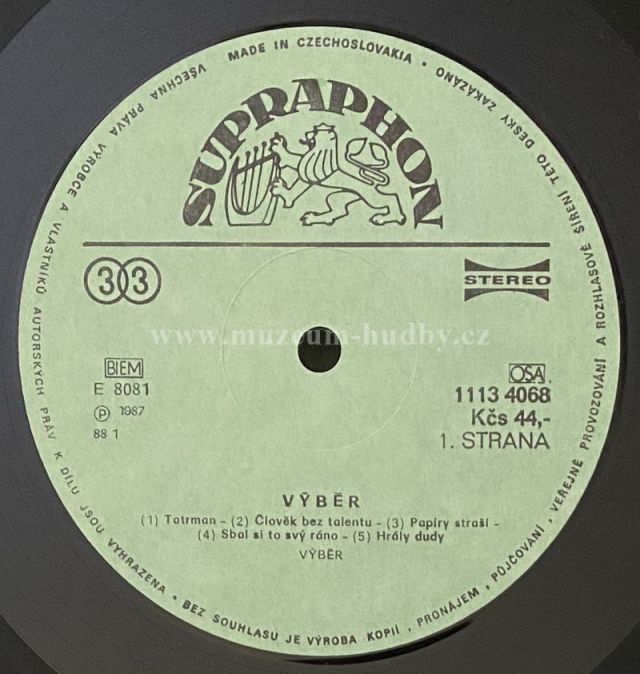 VŠECHNA PRÁVA VÝROBCE A VLASTNÍKŮ AUTORSKÝCH PRÁV K DÍLU JSOU VYHRAZENA • BEZ SOUHLASU JE VÝROBA KOPIÍ, PRONÁJEM, PŮJČOVÁNÍ, VEŘEJNÉ PROVOZOVÁNÍ A ROZHLASOVÉ ŠÍŘENÍ TÉTO DESKY ZAKÁZÁNO • MADE IN CZECHOSLOVAKIA •
SUPRAPHON
33
STEREO
www.muzeum-hudby.cz
BIEM
E 8081
Ⓟ 1987
88 1
OSA
1113 4068
Kčs 44,-
1. STRANA
VÝBĚR
(1) Tatrman – (2) Člověk bez talentu – (3) Papíry straší –
(4) Sbal si to svý ráno – (5) Hrály dudy
VÝBĚR